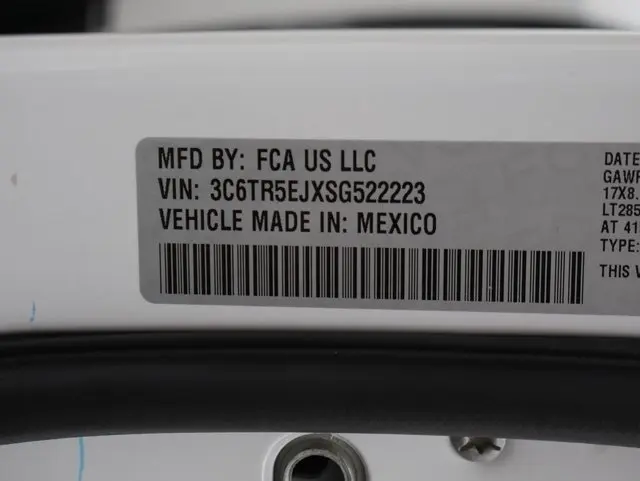 MFD BY: FCA US LLC
VIN: 3C6TR5EJXSG522223
VEHICLE MADE IN: MEXICO
DATE
GAWR
17X8.
LT285
AT 41
TYPE:
THIS V